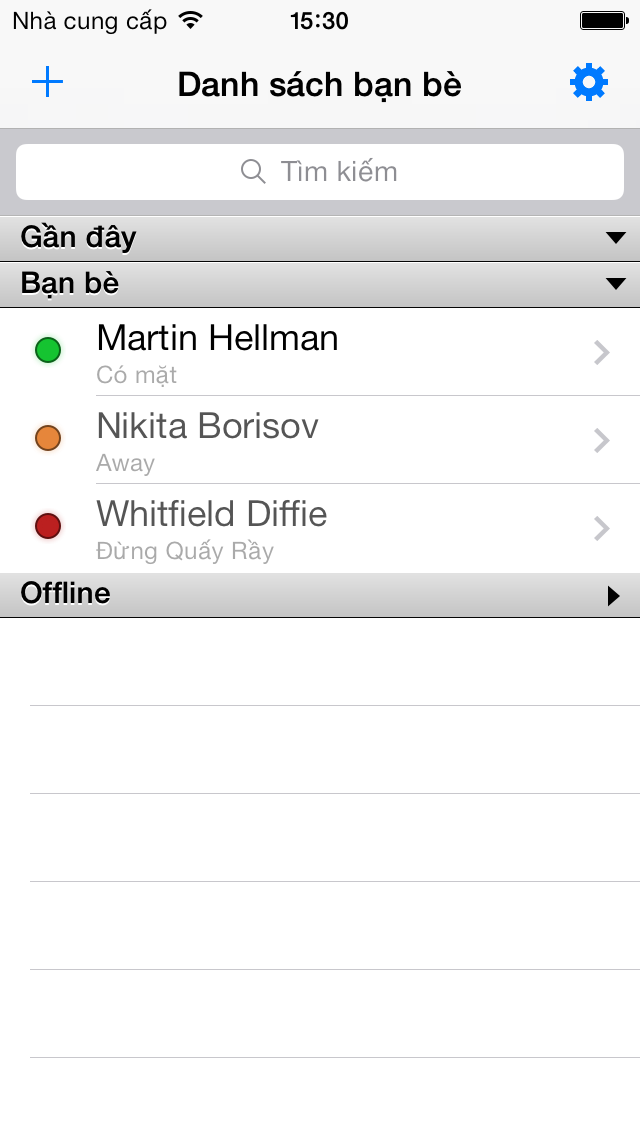 Nhà cung cấp 15:30
Danh sách bạn bè
Tìm kiếm
Gần đây
Bạn bè
Martin Hellman
Có mặt
Nikita Borisov
Away
Whitfield Diffie
Đừng Quấy Rầy
Offline